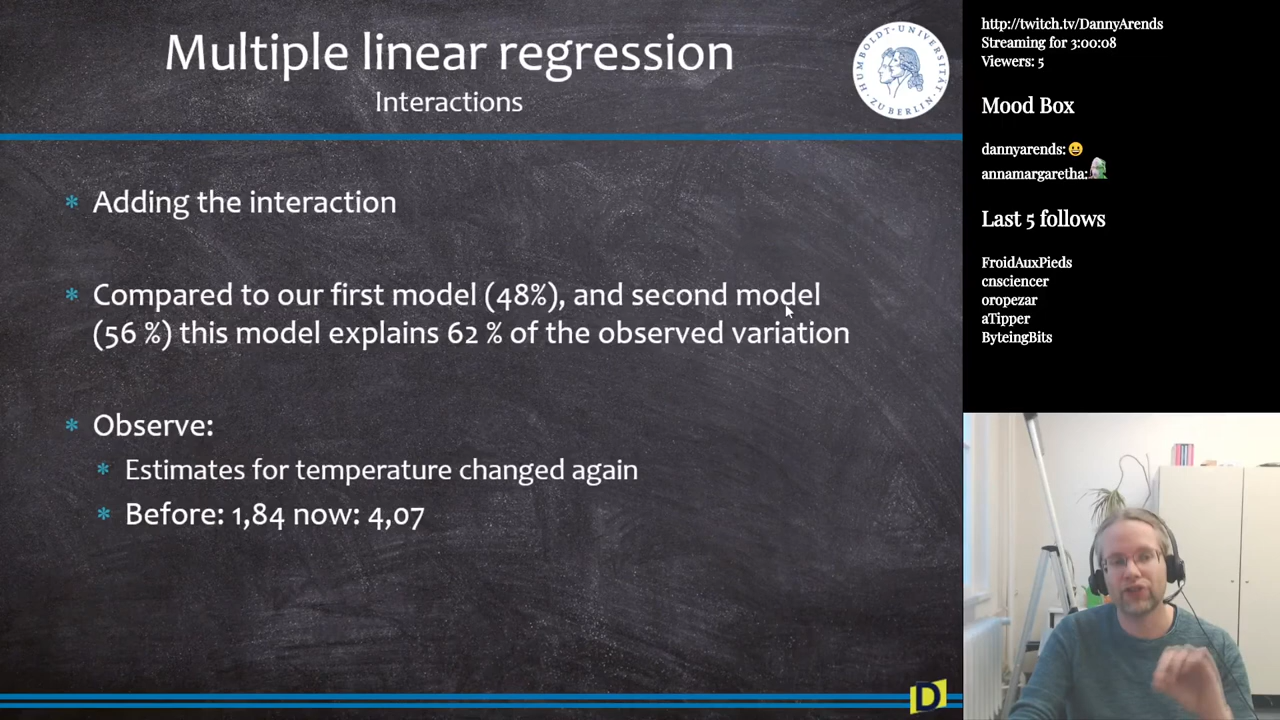 Multiple linear regression
Interactions
HUMBOLDT-UNIVERSITÄT
ZU BERLIN
* Adding the interaction
* Compared to our first model (48%), and second model
(56 %) this model explains 62 % of the observed variation
* Observe:
* Estimates for temperature changed again
* Before: 1,84 now: 4,07
D
http://twitch.tv/DannyArends
Streaming for 3:00:08
Viewers: 5
Mood Box
dannyarends:
annamargaretha:
Last 5 follows
FroidAuxPieds
cnsciencer
oropezar
aTipper
ByteingBits